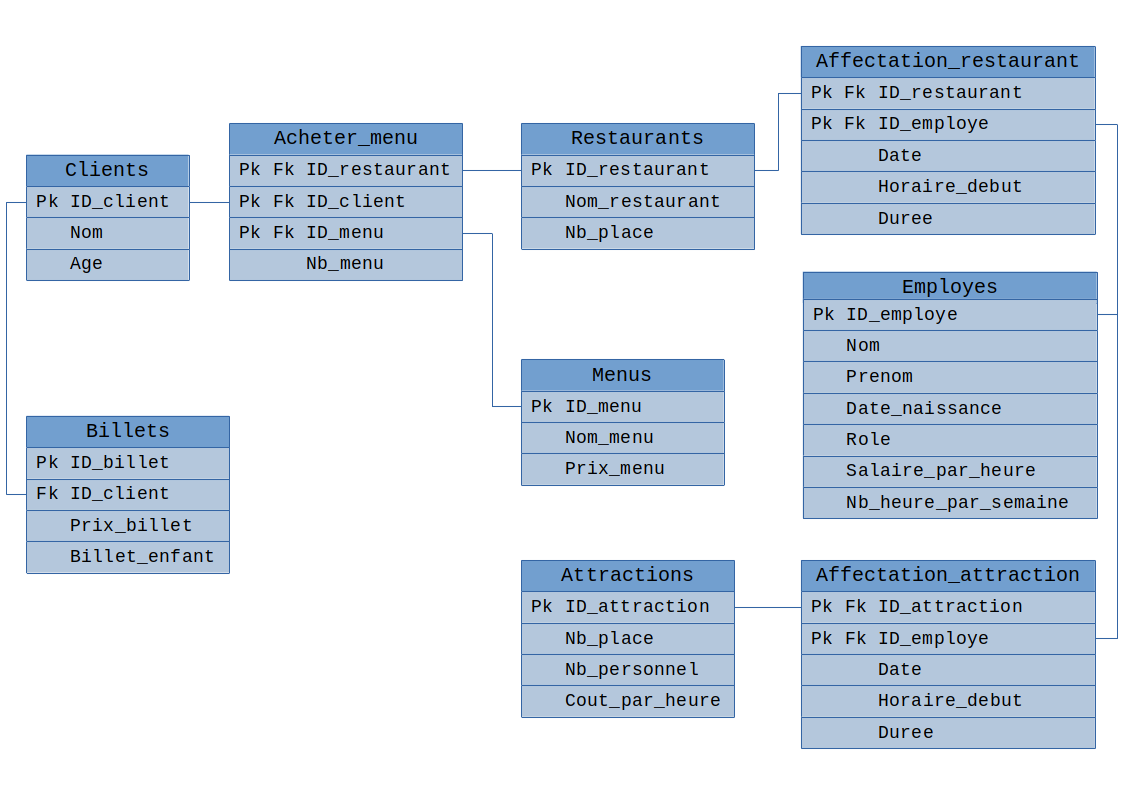 Clients
Pk ID_client
Nom
Age
Billets
Pk ID_billet
Fk ID_client
Prix_billet
Billet_enfant
Acheter_menu
Pk Fk ID_restaurant
Pk Fk ID_client
Pk Fk ID_menu
Nb_menu
Restaurants
Pk ID_restaurant
Nom_restaurant
Nb_place
Menus
Pk ID_menu
Nom_menu
Prix_menu
Attractions
Pk ID_attraction
Nb_place
Nb_personnel
Cout_par_heure
Affectation_restaurant
Pk Fk ID_restaurant
Pk Fk ID_employe
Date
Horaire_debut
Duree
Employes
Pk ID_employe
Nom
Prenom
Date_naissance
Role
Salaire_par_heure
Nb_heure_par_semaine
Affectation_attraction
Pk Fk ID_attraction
Pk Fk ID_employe
Date
Horaire_debut
Duree